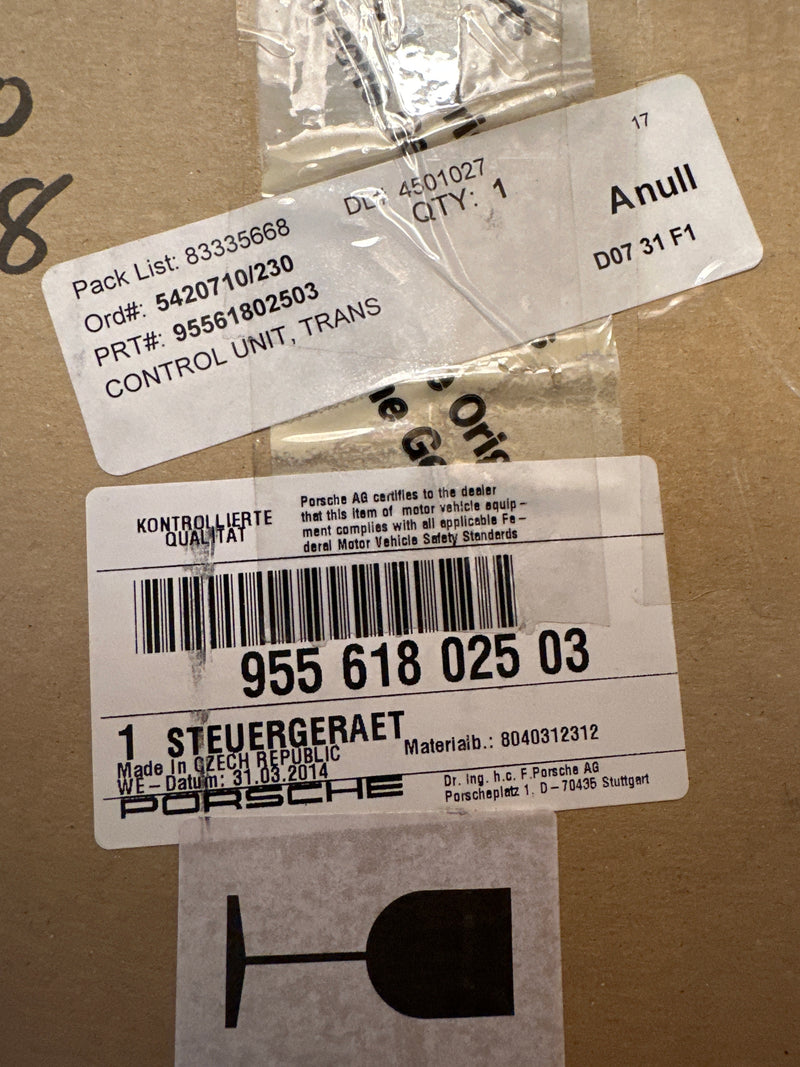 8
17
Pack List: 83335668
DL#: 4501027
QTY: 1
Anull
Ord#: 5420710/230
D07 31 F1
PRT#: 95561802503
CONTROL UNIT, TRANS
KONTROLLIERTE
QUALITÄT
Porsche AG certifies to the dealer
that this item of motor vehicle equip-
ment complies with all applicable Fe-
deral Motor Vehicle Safety Standards
955 618 025 03
1 STEUERGERAET
Materialb.: 8040312312
Made In CZECH REPUBLIC
WE-Datum: 31.03.2014
PORSCHE
Dr. Ing. h.c. F.Porsche AG
Porscheplatz 1, D-70435 Stuttgart